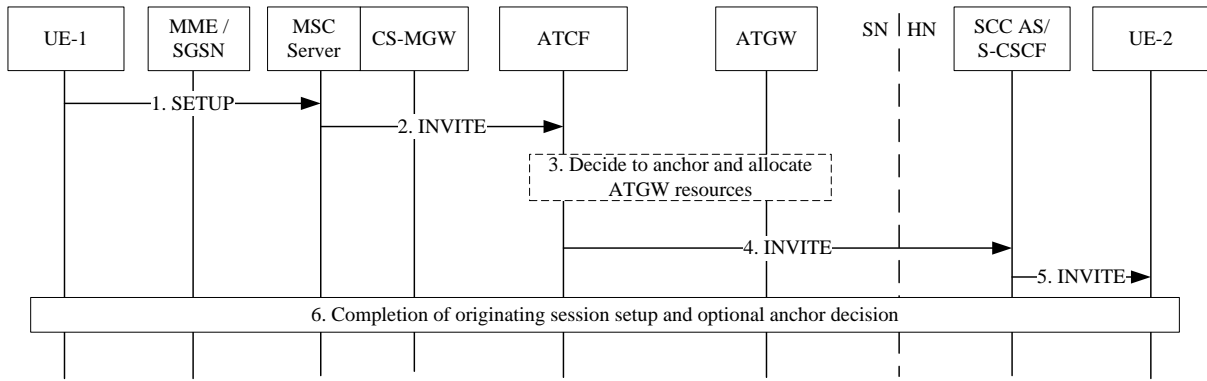 UE-1
MME /
SGSN
MSC
Server
CS-MGW
ATCF
ATGW
SN
HN
SCC AS/
S-CSCF
UE-2
1. SETUP
2. INVITE
3. Decide to anchor and allocate
ATGW resources
4. INVITE
5. INVITE
6. Completion of originating session setup and optional anchor decision